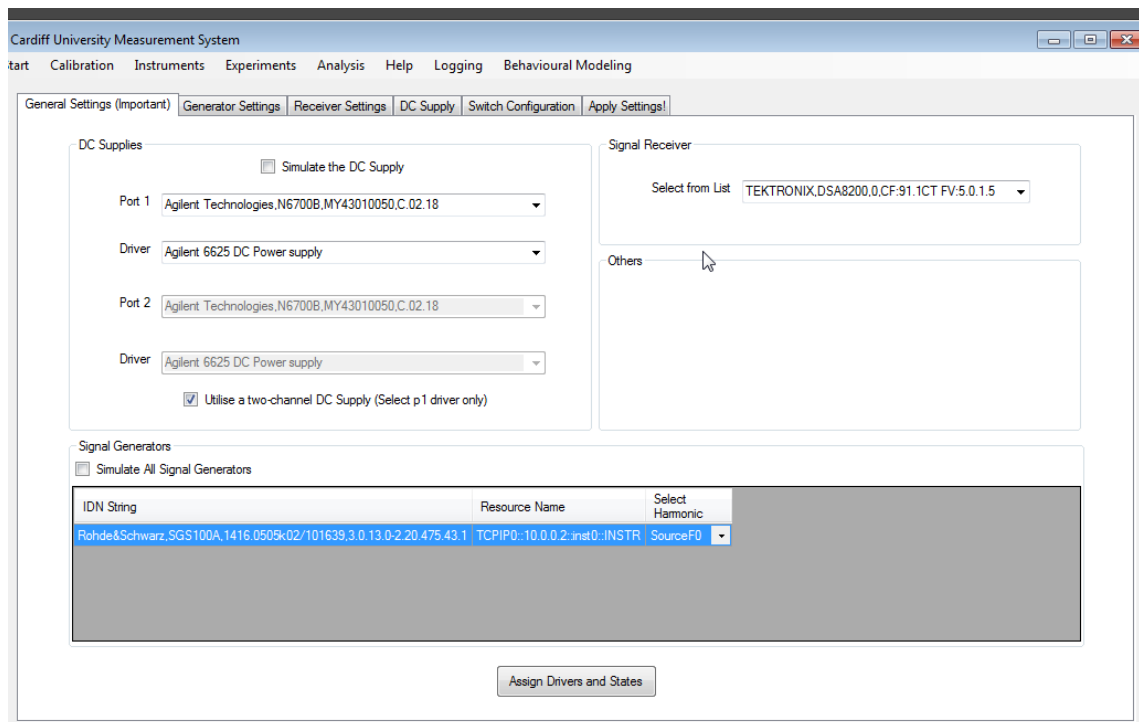 Cardiff University Measurement System
tart Calibration Instruments Experiments Analysis Help Logging Behavioural Modeling
General Settings (Important) Generator Settings Receiver Settings DC Supply Switch Configuration Apply Settings!
DC Supplies
Simulate the DC Supply
Port 1 Agilent Technologies,N6700B,MY43010050,C.02.18
Driver Agilent 6625 DC Power supply
Port 2 Agilent Technologies,N6700B,MY43010050,C.02.18
Driver Agilent 6625 DC Power supply
Utilise a two-channel DC Supply (Select p1 driver only)
Signal Receiver
Select from List TEKTRONIX,DSA8200,0,CF:91.1CT FV:5.0.1.5
Others
Signal Generators
Simulate All Signal Generators
IDN String Resource Name Select Harmonic
Rohde&Schwarz,SGS100A,1416.0505k02/101639,3.0.13.0-2.20.475.43.1 TCPIP0::10.0.0.2::inst0::INSTR SourceF0
Assign Drivers and States